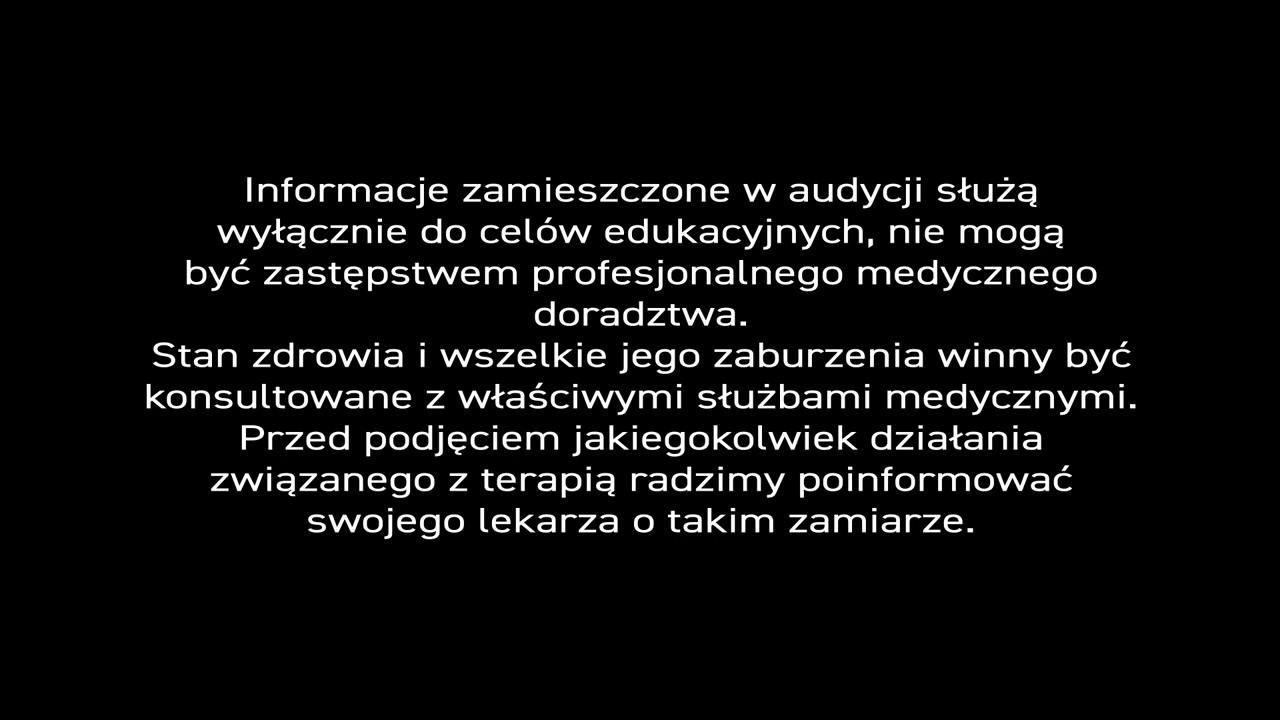 Informacje zamieszczone w audycji służą
wyłącznie do celów edukacyjnych, nie mogą
być zastępstwem profesjonalnego medycznego
doradztwa.
Stan zdrowia i wszelkie jego zaburzenia winny być
konsultowane z właściwymi służbami medycznymi.
Przed podjęciem jakiegokolwiek działania
związanego z terapią radzimy poinformować
swojego lekarza o takim zamiarze.